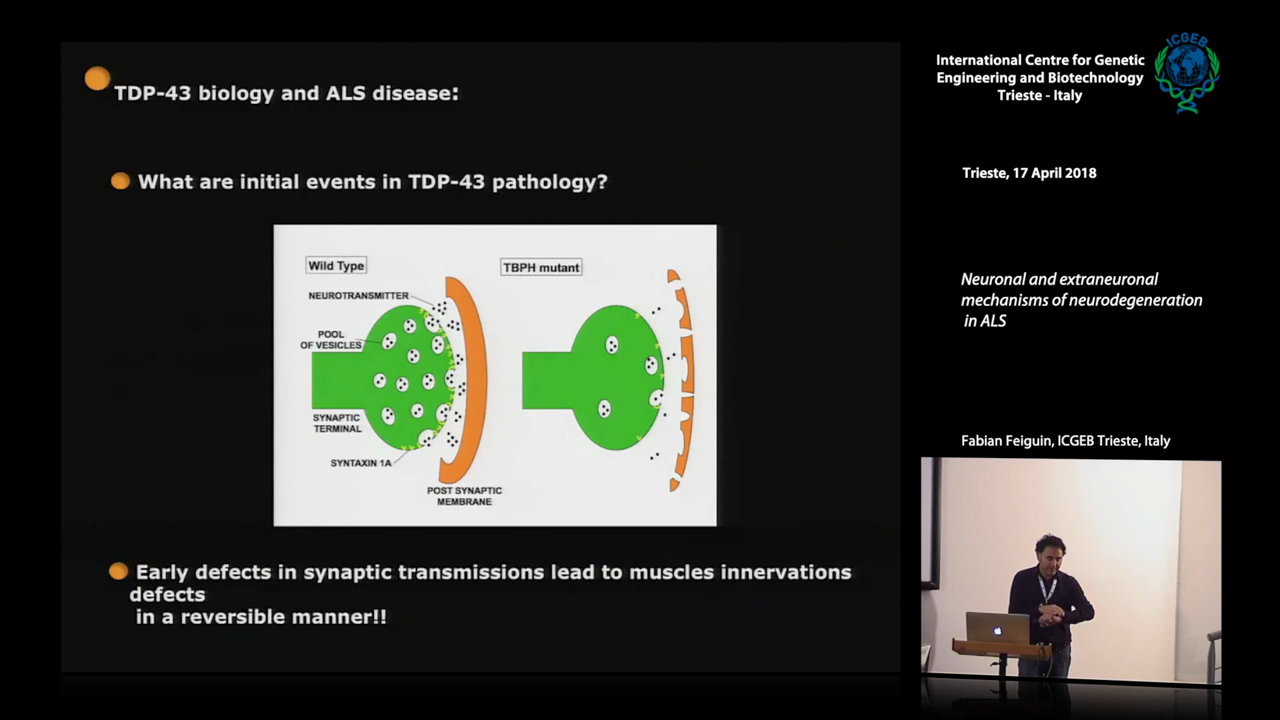 TDP-43 biology and ALS disease:
What are initial events in TDP-43 pathology?
Wild Type
NEUROTRANSMITTER
POOL
OF VESICLES
SYNAPTIC
TERMINAL
SYNTAXIN 1A
POST SYNAPTIC
MEMBRANE
TBPH mutant
Early defects in synaptic transmissions lead to muscles innervations
defects
in a reversible manner!!
International Centre for Genetic
Engineering and Biotechnology
Trieste - Italy
ICGEB
Trieste, 17 April 2018
Neuronal and extraneuronal
mechanisms of neurodegeneration
in ALS
Fabian Feiguin, ICGEB Trieste, Italy